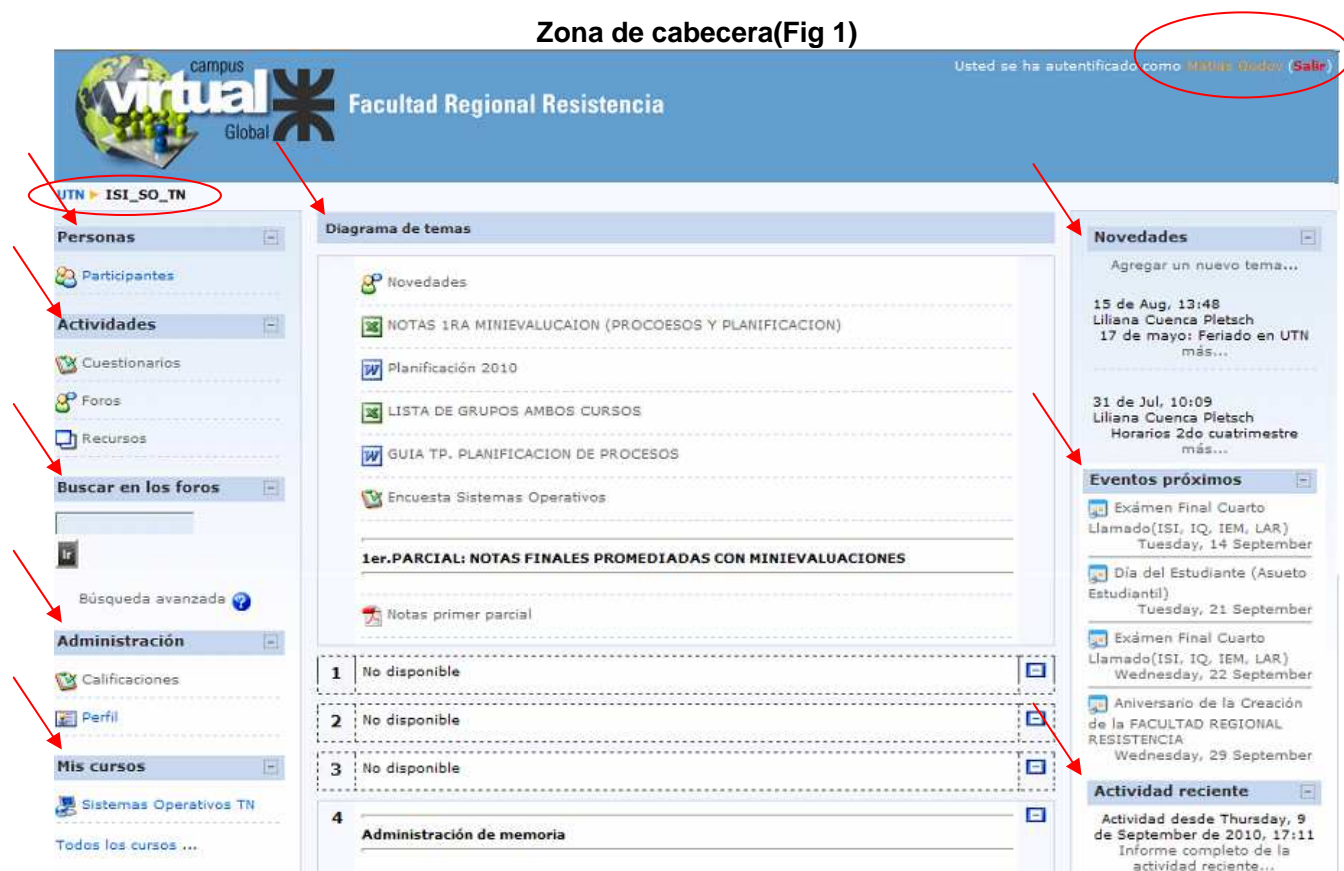 Zona de cabecera(Fig 1)
campus
virtual
Global
Facultad Regional Resistencia
Usted se ha autentificado como (Salir)
UTN ► ISI_SO_TN
Personas
Participantes
Actividades
Cuestionarios
Foros
Recursos
Buscar en los foros
Ir
Búsqueda avanzada
Administración
Calificaciones
Perfil
Mis cursos
Sistemas Operativos TN
Todos los cursos ...
Diagrama de temas
Novedades
NOTAS 1RA MINIEVALUCAION (PROCOESOS Y PLANIFICACION)
Planificación 2010
LISTA DE GRUPOS AMBOS CURSOS
GUIA TP. PLANIFICACION DE PROCESOS
Encuesta Sistemas Operativos
1er.PARCIAL: NOTAS FINALES PROMEDIADAS CON MINIEVALUACIONES
Notas primer parcial
1 No disponible
2 No disponible
3 No disponible
4
Administración de memoria
Novedades
Agregar un nuevo tema...
15 de Aug, 13:48
Liliana Cuenca Pletsch
17 de mayo: Feriado en UTN
más...
31 de Jul, 10:09
Liliana Cuenca Pletsch
Horarios 2do cuatrimestre
más...
Eventos próximos
Exámen Final Cuarto
Llamado(ISI, IQ, IEM, LAR)
Tuesday, 14 September
Día del Estudiante (Asueto
Estudiantil)
Tuesday, 21 September
Exámen Final Cuarto
Llamado(ISI, IQ, IEM, LAR)
Wednesday, 22 September
Aniversario de la Creación
de la FACULTAD REGIONAL
RESISTENCIA
Wednesday, 29 September
Actividad reciente
Actividad desde Thursday, 9
de September de 2010, 17:11
Informe completo de la
actividad reciente...